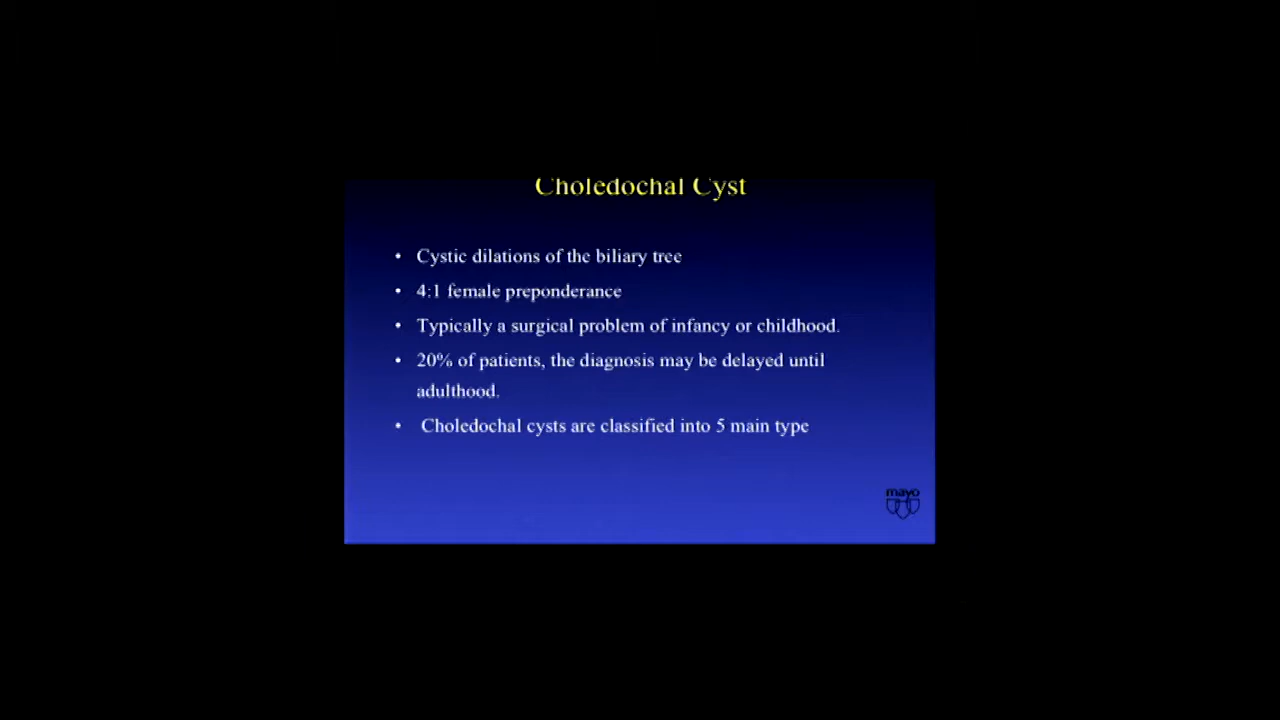 Choledochal Cyst
• Cystic dilations of the biliary tree
• 4:1 female preponderance
• Typically a surgical problem of infancy or childhood.
• 20% of patients, the diagnosis may be delayed until
adulthood.
• Choledochal cysts are classified into 5 main type
mayo